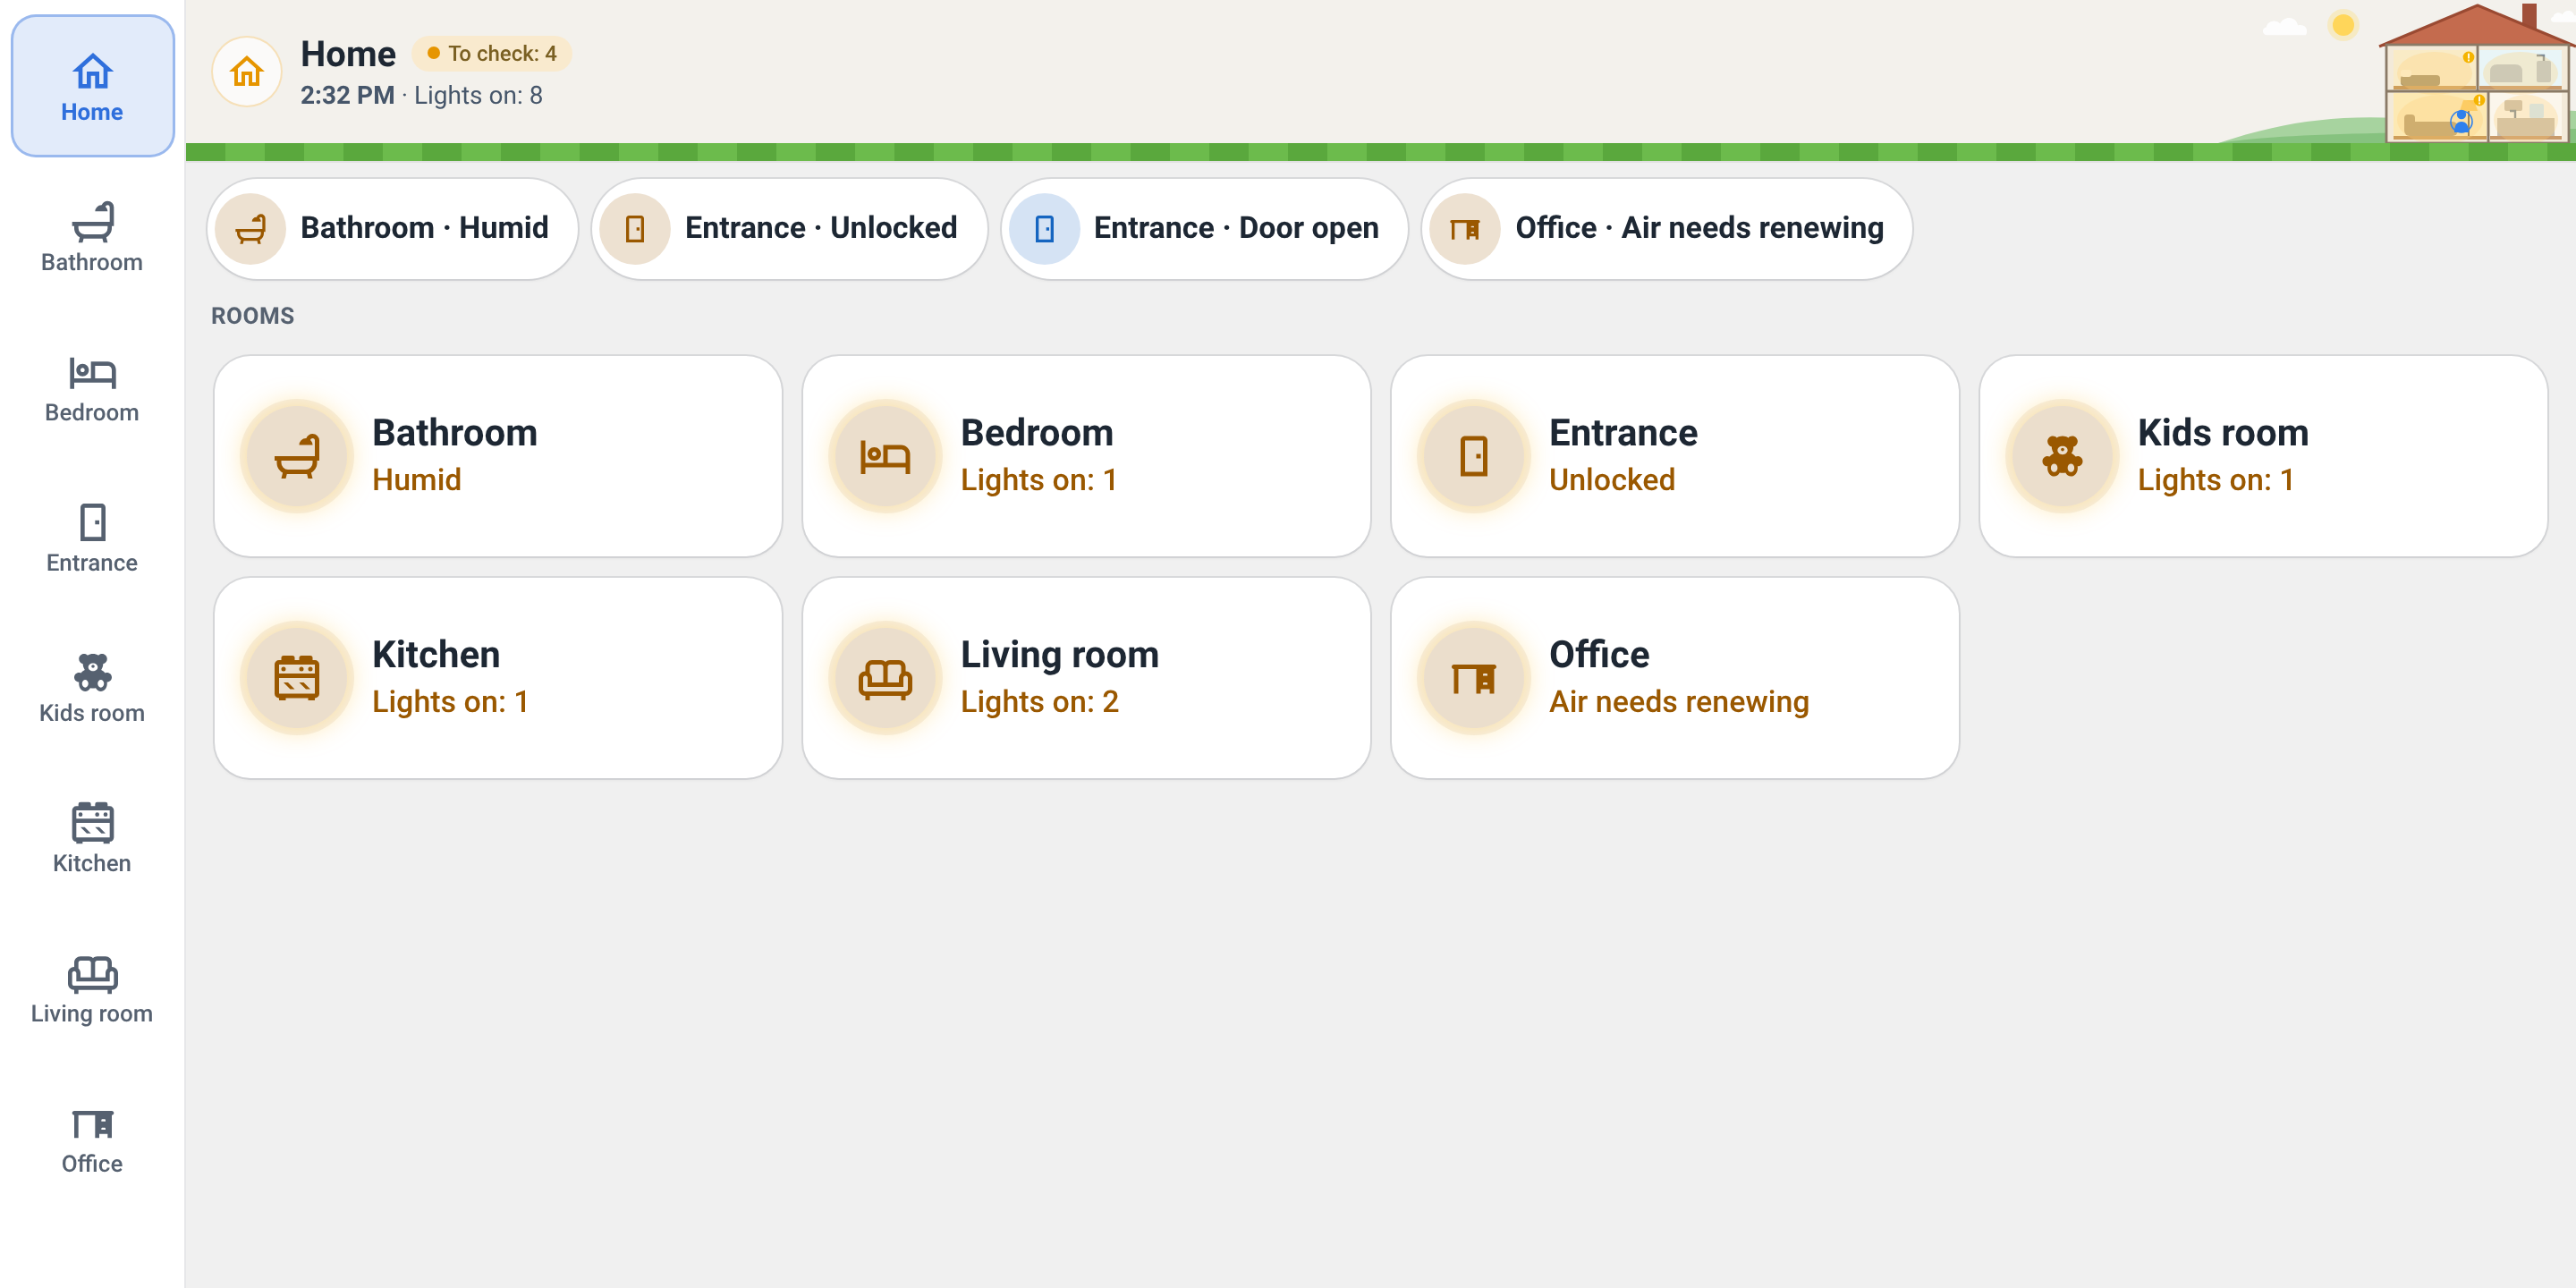 Home
Bathroom
Bedroom
Entrance
Kids room
Kitchen
Living room
Office
Home
To check: 4
2:32 PM · Lights on: 8
Bathroom · Humid
Entrance · Unlocked
Entrance · Door open
Office · Air needs renewing
ROOMS
Bathroom
Humid
Bedroom
Lights on: 1
Entrance
Unlocked
Kids room
Lights on: 1
Kitchen
Lights on: 1
Living room
Lights on: 2
Office
Air needs renewing